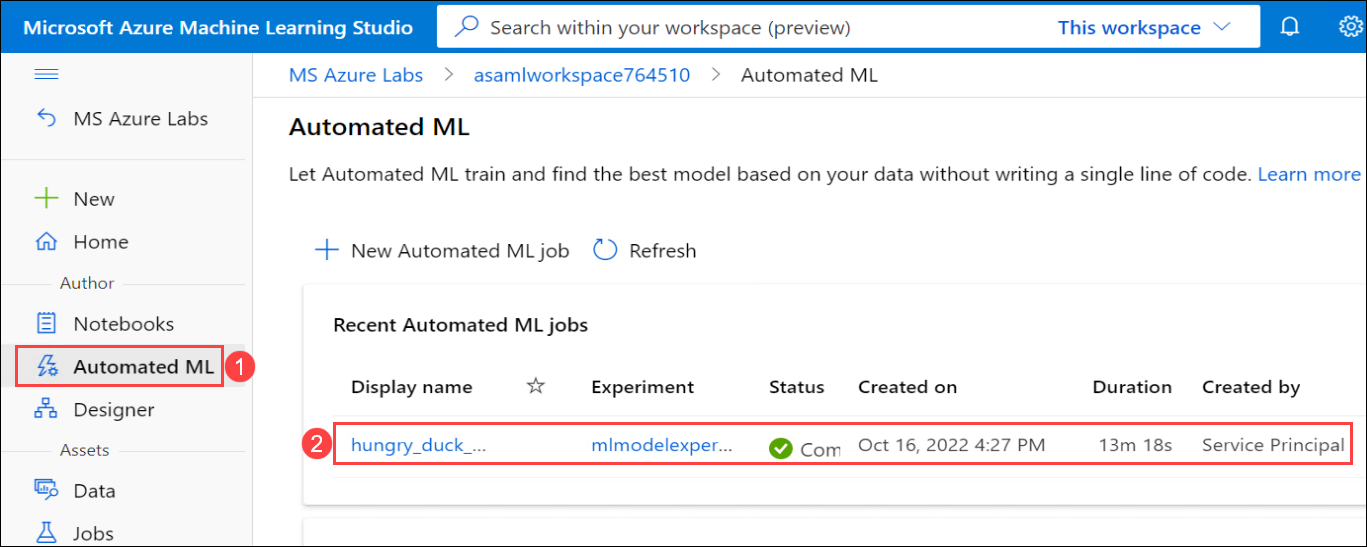 Microsoft Azure Machine Learning Studio
Search within your workspace (preview)
This workspace
MS Azure Labs
asamlworkspace764510
Automated ML
MS Azure Labs
Automated ML
Let Automated ML train and find the best model based on your data without writing a single line of code. Learn more
New
Home
New Automated ML job
Refresh
Author
Notebooks
Recent Automated ML jobs
Automated ML
1
Display name
Experiment
Status
Created on
Duration
Created by
Designer
2
hungry_duck_...
mlmodelexper...
Com
Oct 16, 2022 4:27 PM
13m 18s
Service Principal
Assets
Data
Jobs